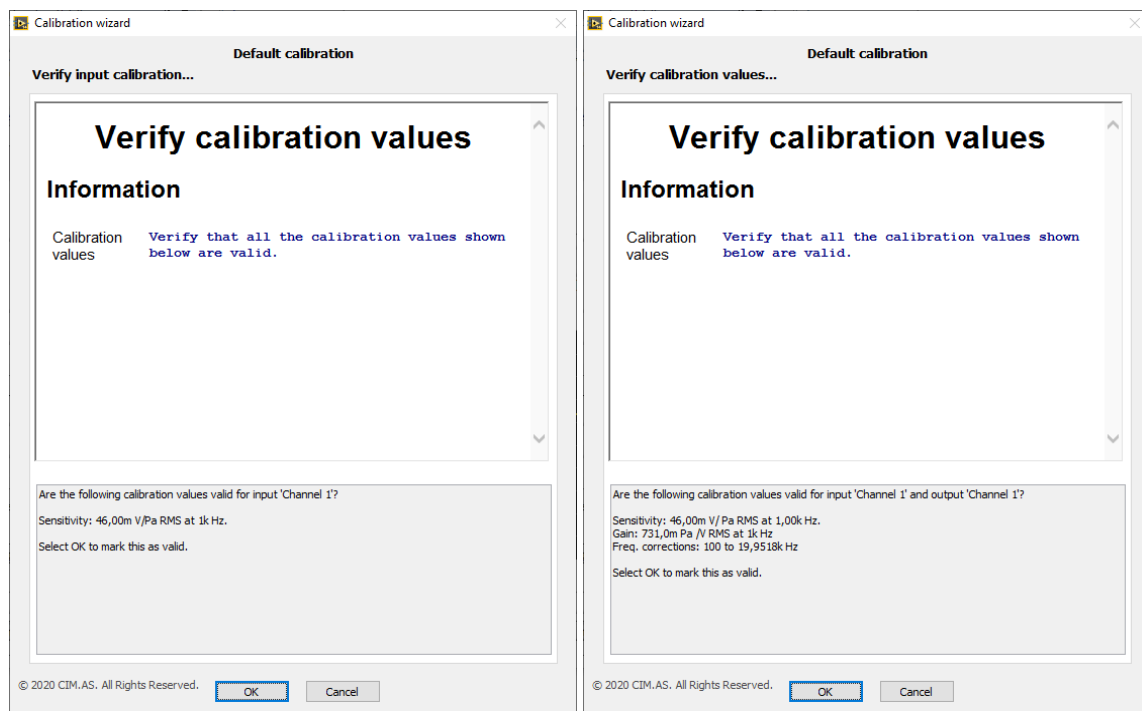 Calibration wizard
Default calibration
Verify input calibration...
Verify calibration values
Information
Calibration values
Verify that all the calibration values shown
below are valid.
Are the following calibration values valid for input 'Channel 1'?
Sensitivity: 46,00m V/Pa RMS at 1k Hz.
Select OK to mark this as valid.
© 2020 CIM.AS. All Rights Reserved.
OK
Cancel
Calibration wizard
Default calibration
Verify calibration values...
Verify calibration values
Information
Calibration values
Verify that all the calibration values shown
below are valid.
Are the following calibration values valid for input 'Channel 1' and output 'Channel 1'?
Sensitivity: 46,00m V/ Pa RMS at 1,00k Hz.
Gain: 731,0m Pa /V RMS at 1k Hz
Freq. corrections: 100 to 19,9518k Hz
Select OK to mark this as valid.
© 2020 CIM.AS. All Rights Reserved.
OK
Cancel